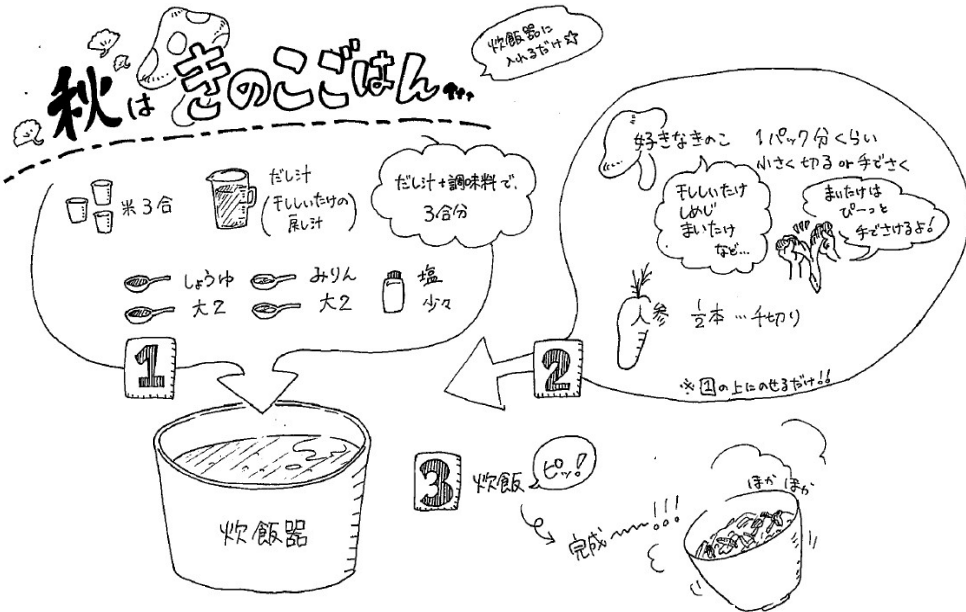 秋は きのこごはん...
炊飯器に
入れるだけ☆
米3合
だし汁
(干ししいたけの
戻し汁
だし汁+調味料で、
3合分
しょうゆ
大2
みりん
大2
塩
少々
1
炊飯器
好きなきのこ 1パック分くらい
小さく切る or 手でさく
干ししいたけ
しめじ
まいたけ
など...
まいたけは
ぴーっと
手でさけるよ!
人参 1/2本…千切り
※1の上にのせるだけ!!
2
3 炊飯 ピッ!
完成〜〜!!!
ほか ほか